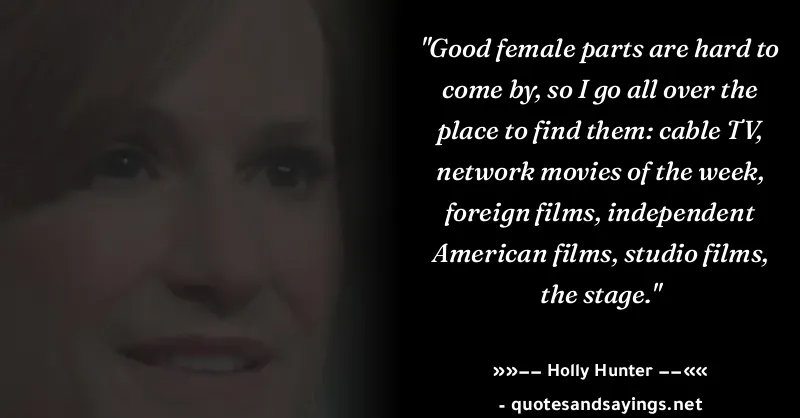 "Good female parts are hard to
come by, so I go all over the
place to find them: cable TV,
network movies of the week,
foreign films, independent
American films, studio films,
the stage."
»»−− Holly Hunter −−««
- quotesandsayings.net